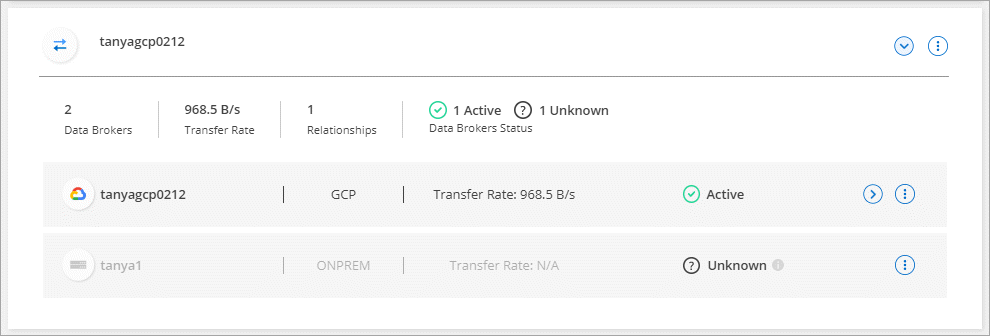 tanyagcp0212
2 968.5 B/s 1 1 Active ? 1 Unknown
Data Brokers Transfer Rate Relationships Data Brokers Status
tanyagcp0212 GCP Transfer Rate: 968.5 B/s Active
tanya1 ONPREM Transfer Rate: N/A ? Unknown i